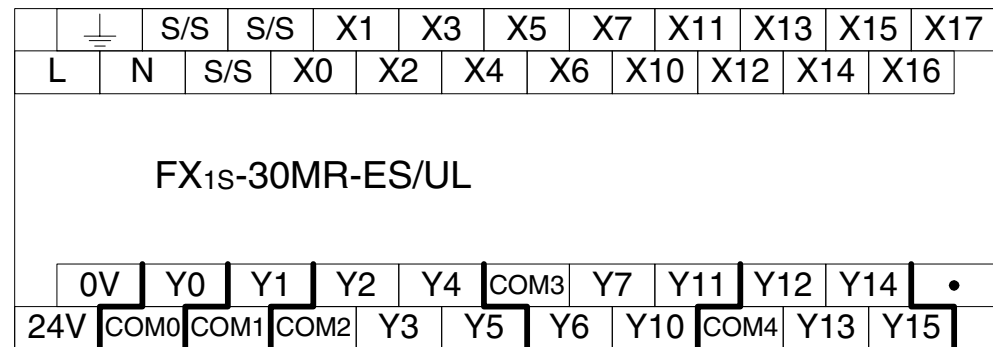 S/S S/S X1 X3 X5 X7 X11 X13 X15 X17
L N S/S X0 X2 X4 X6 X10 X12 X14 X16
FX1S-30MR-ES/UL
0V Y0 Y1 Y2 Y4 COM3 Y7 Y11 Y12 Y14 •
24V COM0 COM1 COM2 Y3 Y5 Y6 Y10 COM4 Y13 Y15